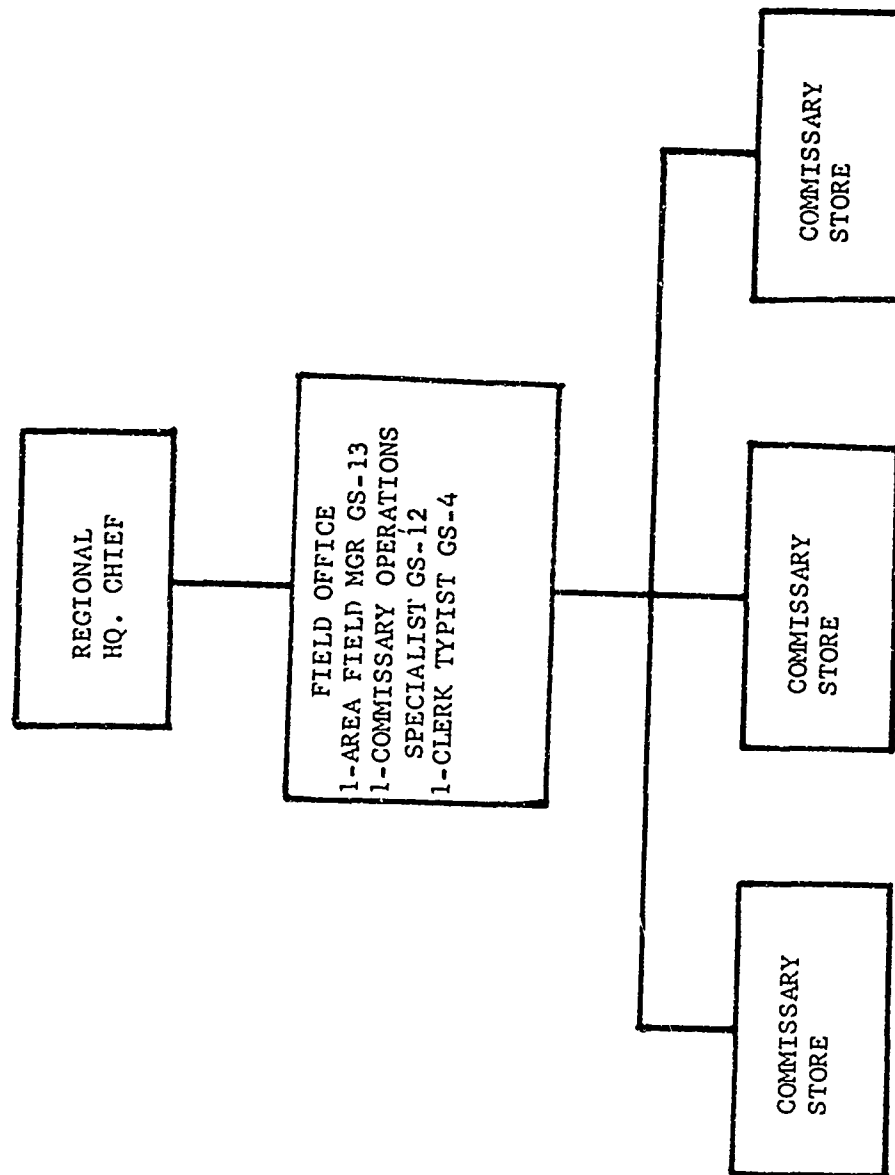 REGIONAL
HQ. CHIEF
FIELD OFFICE
1-AREA FIELD MGR GS-13
1-COMMISSARY OPERATIONS
SPECIALIST GS-12
1-CLERK TYPIST GS-4
COMMISSARY
STORE
COMMISSARY
STORE
COMMISSARY
STORE